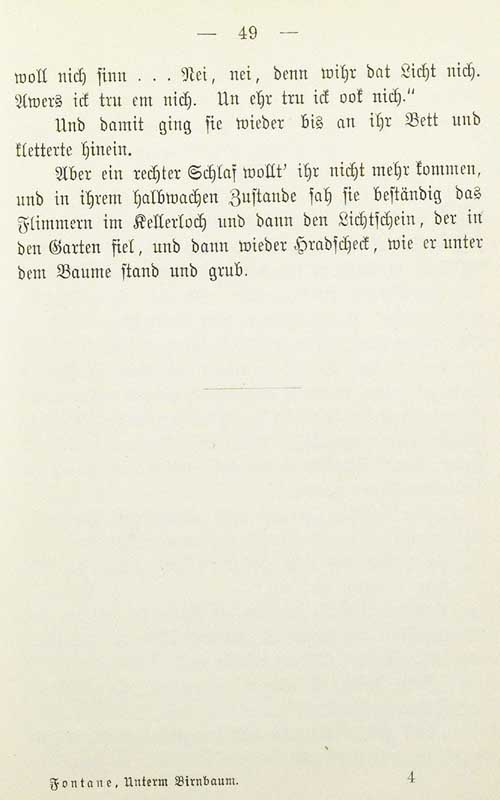 — 49 —
woll nich sinn . . . Nei, nei, denn wihr dat Licht nich.
Awers ick tru em nich. Un ehr tru ick ook nich.“
Und damit ging sie wieder bis an ihr Bett und
kletterte hinein.
Aber ein rechter Schlaf wollt’ ihr nicht mehr kommen,
und in ihrem halbwachen Zustande sah sie beständig das
Flimmern im Kellerloch und dann den Lichtschein, der in
den Garten fiel, und dann wieder Hradscheck, wie er unter
dem Baume stand und grub.
Fontane, Unterm Birnbaum. 4